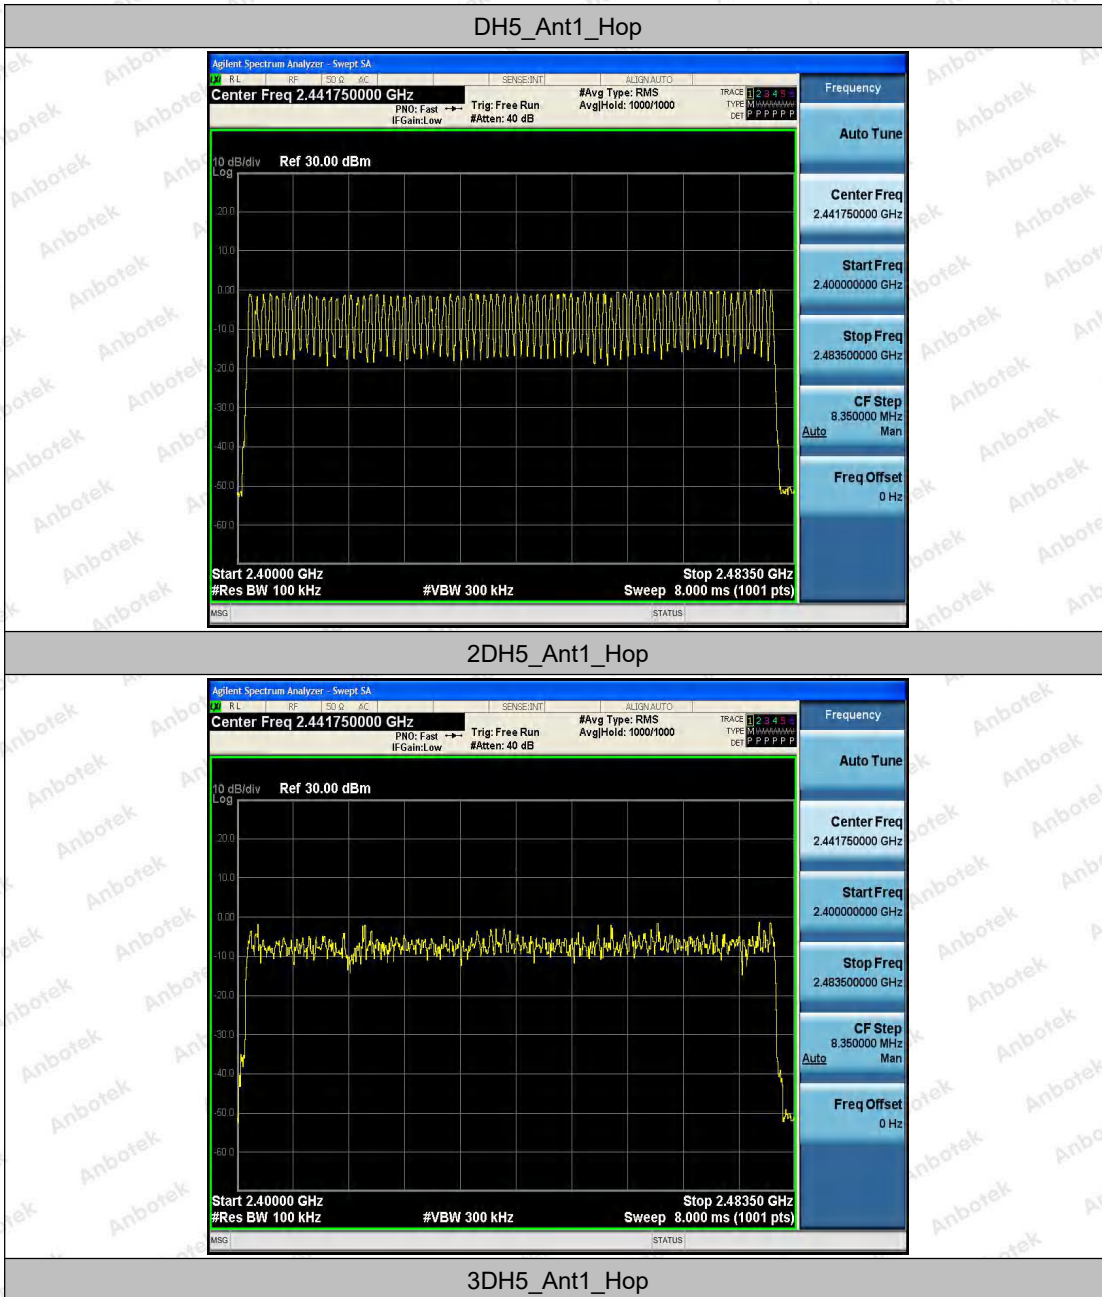 DH5_Ant1_Hop
Agilent Spectrum Analyzer - Swept SA
RL RF 50 Ω AC SENSE:INT ALIGN AUTO
Center Freq 2.441750000 GHz
PNO: Fast
IFGain:Low
Trig: Free Run
#Atten: 40 dB
#Avg Type: RMS
Avg|Hold: 1000/1000
TRACE 1 2 3 4 5 6
TYPE M
DET P P P P P P
Frequency
Auto Tune
Center Freq
2.441750000 GHz
Start Freq
2.400000000 GHz
Stop Freq
2.483500000 GHz
CF Step
8.350000 MHz
Auto Man
Freq Offset
0 Hz
10 dB/div Ref 30.00 dBm
Log
20.0
10.0
0.00
-10.0
-20.0
-30.0
-40.0
-50.0
-60.0
Start 2.40000 GHz Stop 2.48350 GHz
#Res BW 100 kHz #VBW 300 kHz Sweep 8.000 ms (1001 pts)
MSG STATUS
2DH5_Ant1_Hop
Agilent Spectrum Analyzer - Swept SA
RL RF 50 Ω AC SENSE:INT ALIGN AUTO
Center Freq 2.441750000 GHz
PNO: Fast
IFGain:Low
Trig: Free Run
#Atten: 40 dB
#Avg Type: RMS
Avg|Hold: 1000/1000
TRACE 1 2 3 4 5 6
TYPE M
DET P P P P P P
Frequency
Auto Tune
Center Freq
2.441750000 GHz
Start Freq
2.400000000 GHz
Stop Freq
2.483500000 GHz
CF Step
8.350000 MHz
Auto Man
Freq Offset
0 Hz
10 dB/div Ref 30.00 dBm
Log
20.0
10.0
0.00
-10.0
-20.0
-30.0
-40.0
-50.0
-60.0
Start 2.40000 GHz Stop 2.48350 GHz
#Res BW 100 kHz #VBW 300 kHz Sweep 8.000 ms (1001 pts)
MSG STATUS
3DH5_Ant1_Hop